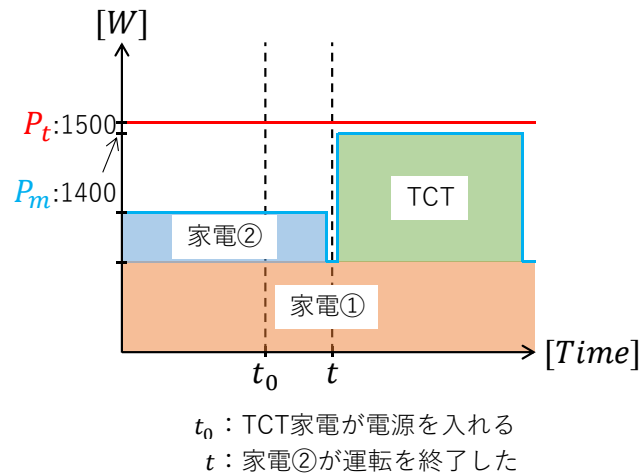 [W]
P_t:1500
P_m:1400
TCT
家電②
家電①
t_0
t
[Time]
t_0：TCT家電が電源を入れる
t：家電②が運転を終了した